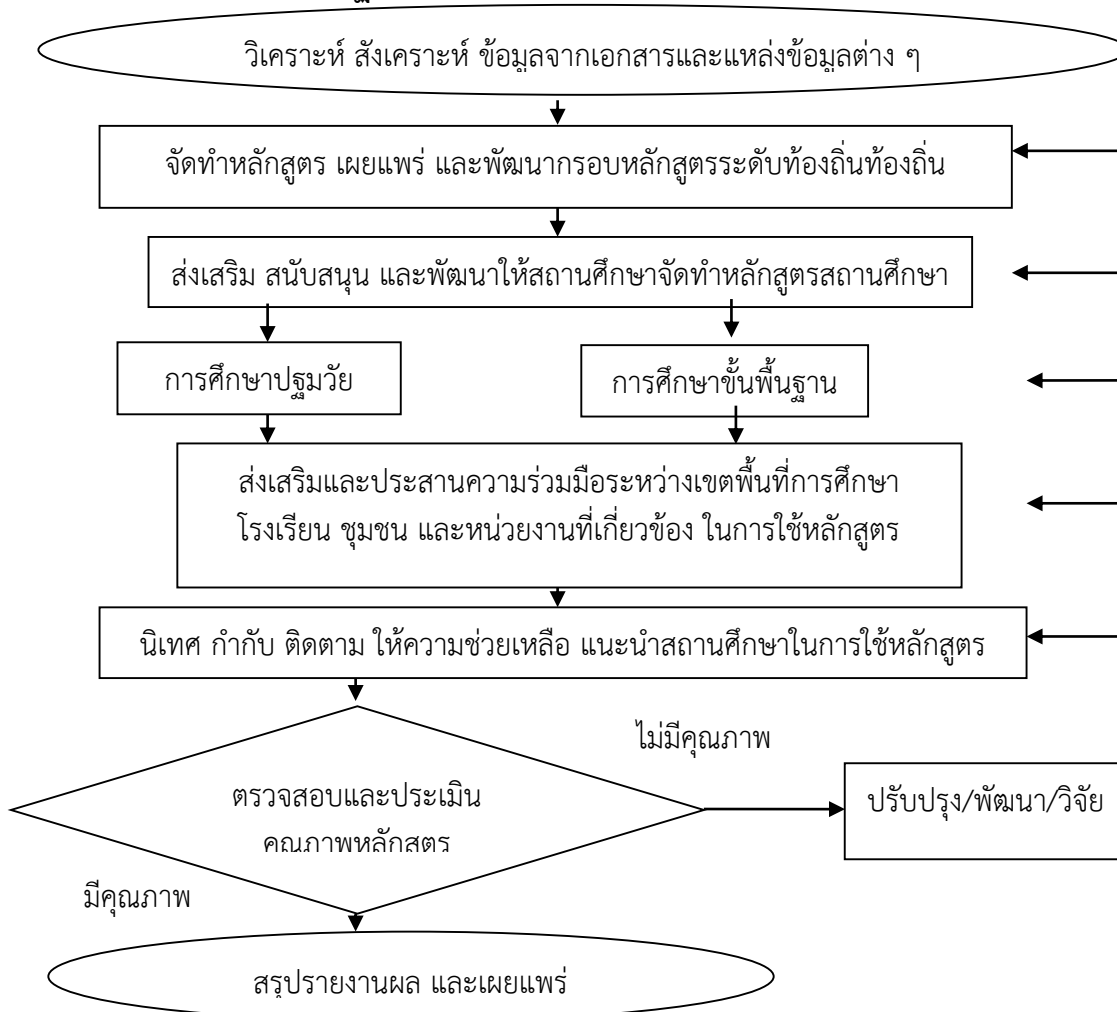 วิเคราะห์ สังเคราะห์ ข้อมูลจากเอกสารและแหล่งข้อมูลต่าง ๆ
จัดทำหลักสูตร เผยแพร่ และพัฒนากรอบหลักสูตรระดับท้องถิ่นท้องถิ่น
ส่งเสริม สนับสนุน และพัฒนาให้สถานศึกษาจัดทำหลักสูตรสถานศึกษา
การศึกษาปฐมวัย
การศึกษาขั้นพื้นฐาน
ส่งเสริมและประสานความร่วมมือระหว่างเขตพื้นที่การศึกษา
โรงเรียน ชุมชน และหน่วยงานที่เกี่ยวข้อง ในการใช้หลักสูตร
นิเทศ กำกับ ติดตาม ให้ความช่วยเหลือ แนะนำสถานศึกษาในการใช้หลักสูตร
ไม่มีคุณภาพ
ตรวจสอบและประเมิน
คุณภาพหลักสูตร
ปรับปรุง/พัฒนา/วิจัย
มีคุณภาพ
สรุปรายงานผล และเผยแพร่